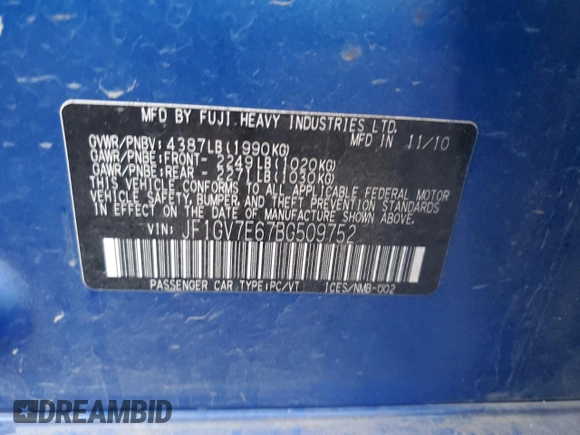 MFD BY FUJI HEAVY INDUSTRIES LTD.
GVWR/PNBV: 4387LB(1990KG) MFD IN 11/10
GAWR/PNBE:FRONT- 2249LB(1020KG)
GAWR/PNBE:REAR - 2271LB(1030KG)
THIS VEHICLE CONFORMS TO ALL APPLICABLE FEDERAL MOTOR
VEHICLE SAFETY, BUMPER, AND THEFT PREVENTION STANDARDS
IN EFFECT ON THE DATE OF MANUFACTURE SHOWN ABOVE.
VIN: JF1GV7E67BG509752
PASSENGER CAR TYPE:PC/VT ICES/NMB-002
DREAMBID